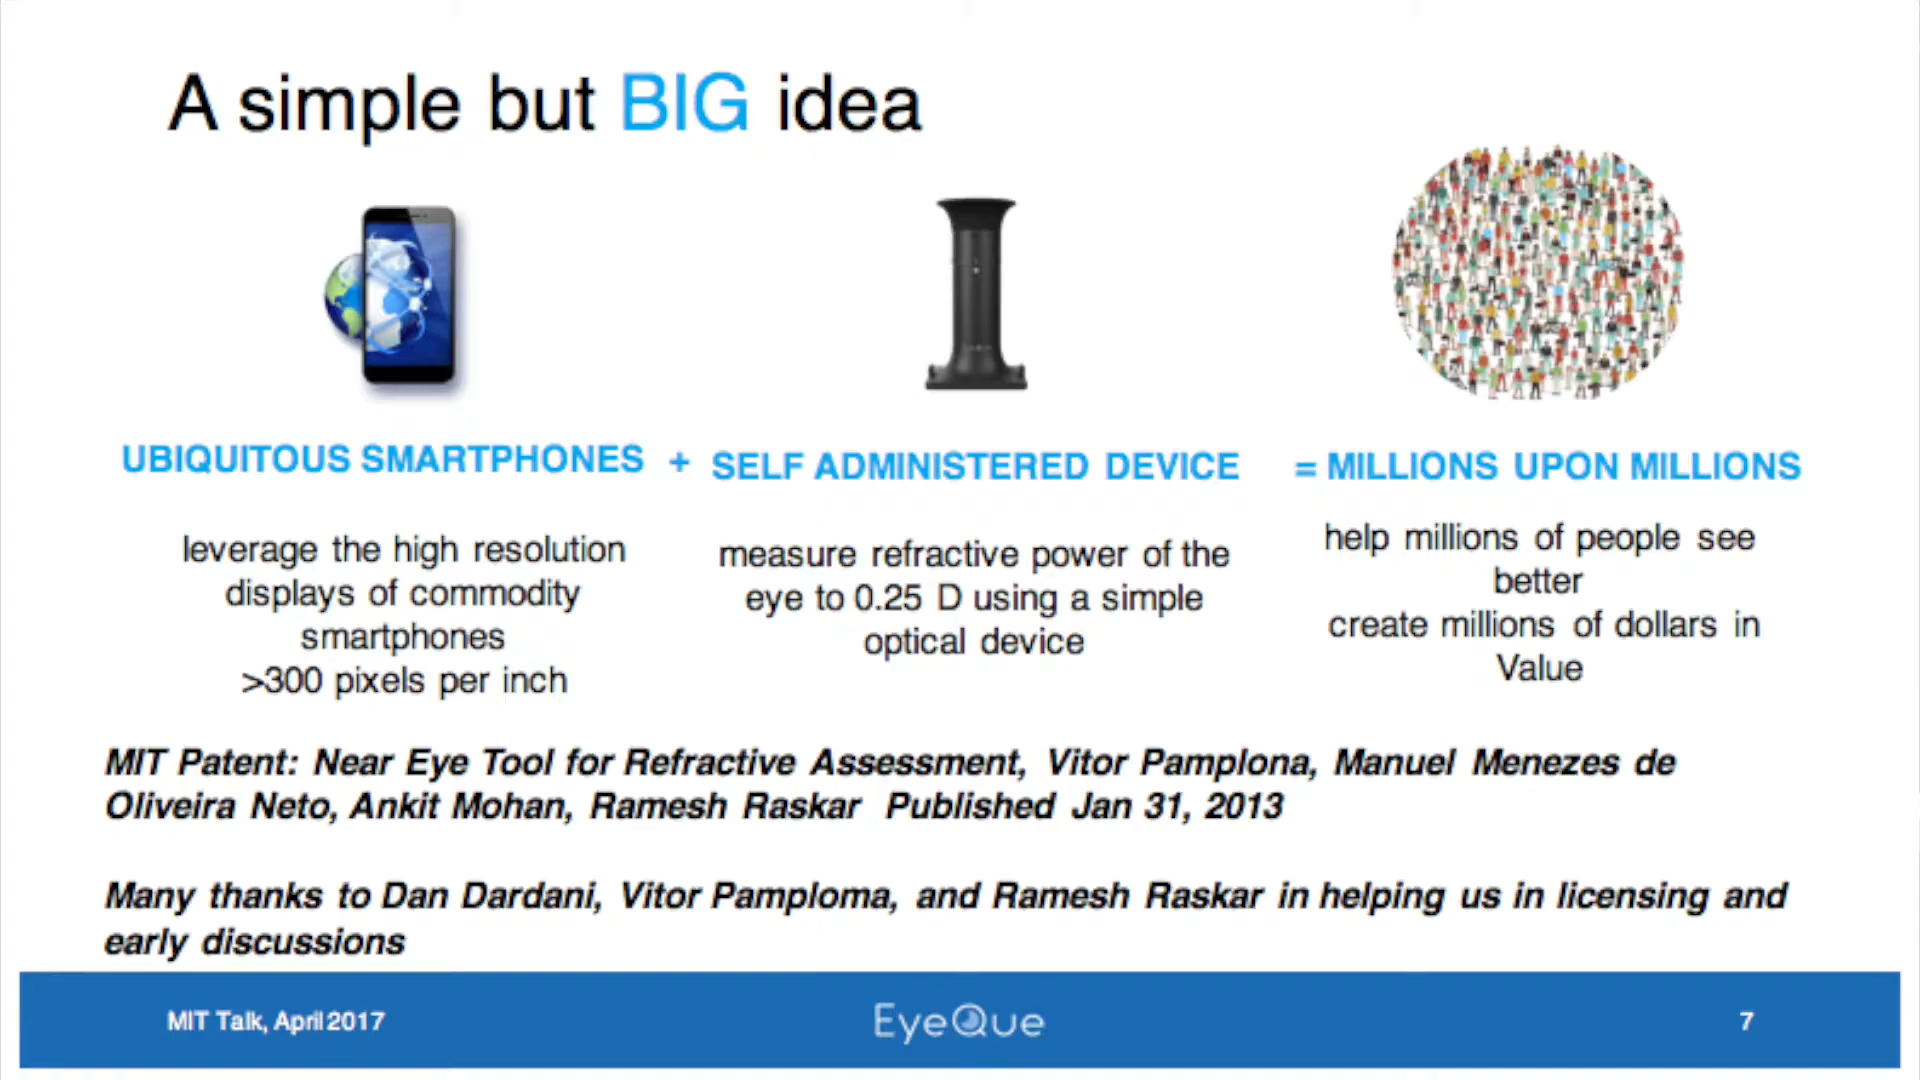 A simple but BIG idea
UBIQUITOUS SMARTPHONES + SELF ADMINISTERED DEVICE = MILLIONS UPON MILLIONS
leverage the high resolution
displays of commodity
smartphones
>300 pixels per inch
measure refractive power of the
eye to 0.25 D using a simple
optical device
help millions of people see
better
create millions of dollars in
Value
MIT Patent: Near Eye Tool for Refractive Assessment, Vitor Pamplona, Manuel Menezes de
Oliveira Neto, Ankit Mohan, Ramesh Raskar Published Jan 31, 2013
Many thanks to Dan Dardani, Vitor Pamploma, and Ramesh Raskar in helping us in licensing and
early discussions
MIT Talk, April 2017
EyeQue
7